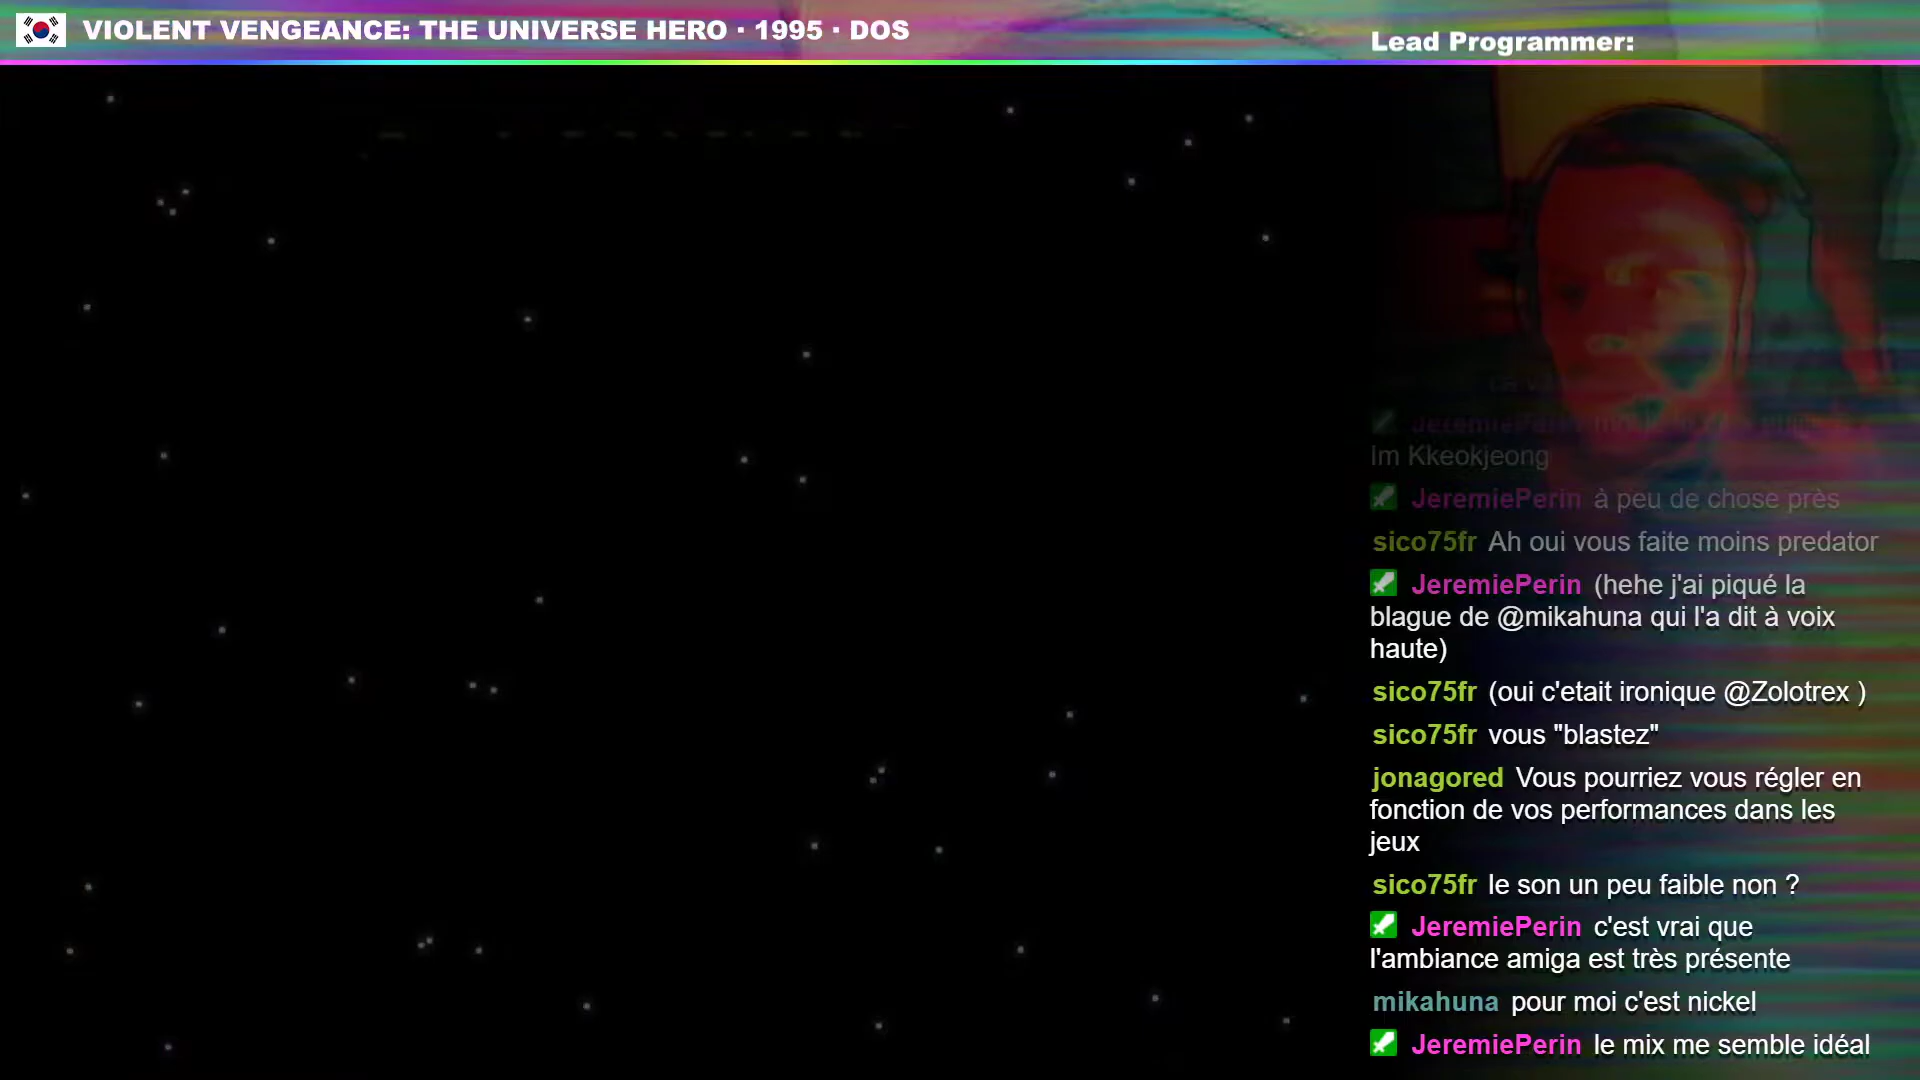 VIOLENT VENGEANCE: THE UNIVERSE HERO · 1995 · DOS
Lead Programmer:
JeremiePerin
Im Kkeokjeong
JeremiePerin à peu de chose près
sico75fr Ah oui vous faite moins predator
JeremiePerin (hehe j'ai piqué la
blague de @mikahuna qui l'a dit à voix
haute)
sico75fr (oui c'etait ironique @Zolotrex )
sico75fr vous "blastez"
jonagored Vous pourriez vous régler en
fonction de vos performances dans les
jeux
sico75fr le son un peu faible non ?
JeremiePerin c'est vrai que
l'ambiance amiga est très présente
mikahuna pour moi c'est nickel
JeremiePerin le mix me semble idéal